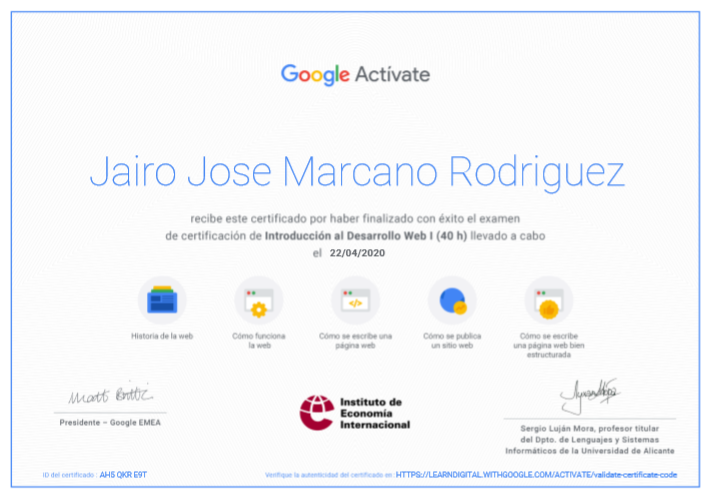 Google Actívate
Jairo Jose Marcano Rodriguez
recibe este certificado por haber finalizado con éxito el examen
de certificación de Introducción al Desarrollo Web I (40 h) llevado a cabo
el 22/04/2020
Historia de la web
Cómo funciona
la web
Cómo se escribe una
página web
Cómo se publica
un sitio web
Cómo se escribe
una página web bien
estructurada
Matt Brittin
Presidente – Google EMEA
</>
Instituto de
Economía
Internacional
Sergio Luján Mora, profesor titular
del Dpto. de Lenguajes y Sistemas
Informáticos de la Universidad de Alicante
ID del certificado : AH5 QKR E9T
Verifique la autenticidad del certificado en : HTTPS://LEARNDIGITAL.WITHGOOGLE.COM/ACTIVATE/validate-certificate-code